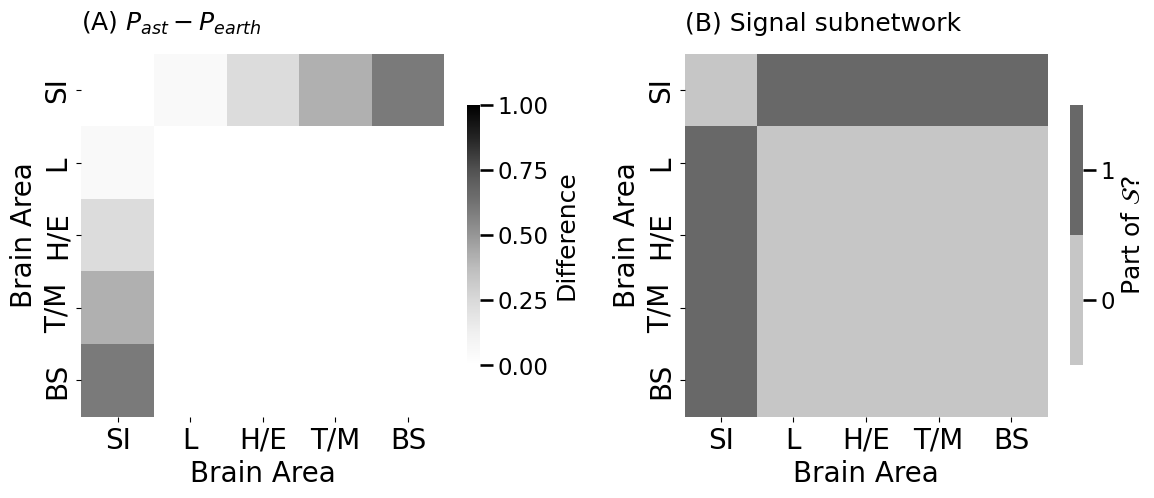 (A) P_ast − P_earth
SI
L
H/E
T/M
BS
Brain Area
SI L H/E T/M BS
Brain Area
1.00
0.75
0.50
0.25
0.00
Difference
(B) Signal subnetwork
SI
L
H/E
T/M
BS
Brain Area
SI L H/E T/M BS
Brain Area
1
0
Part of 𝒮?